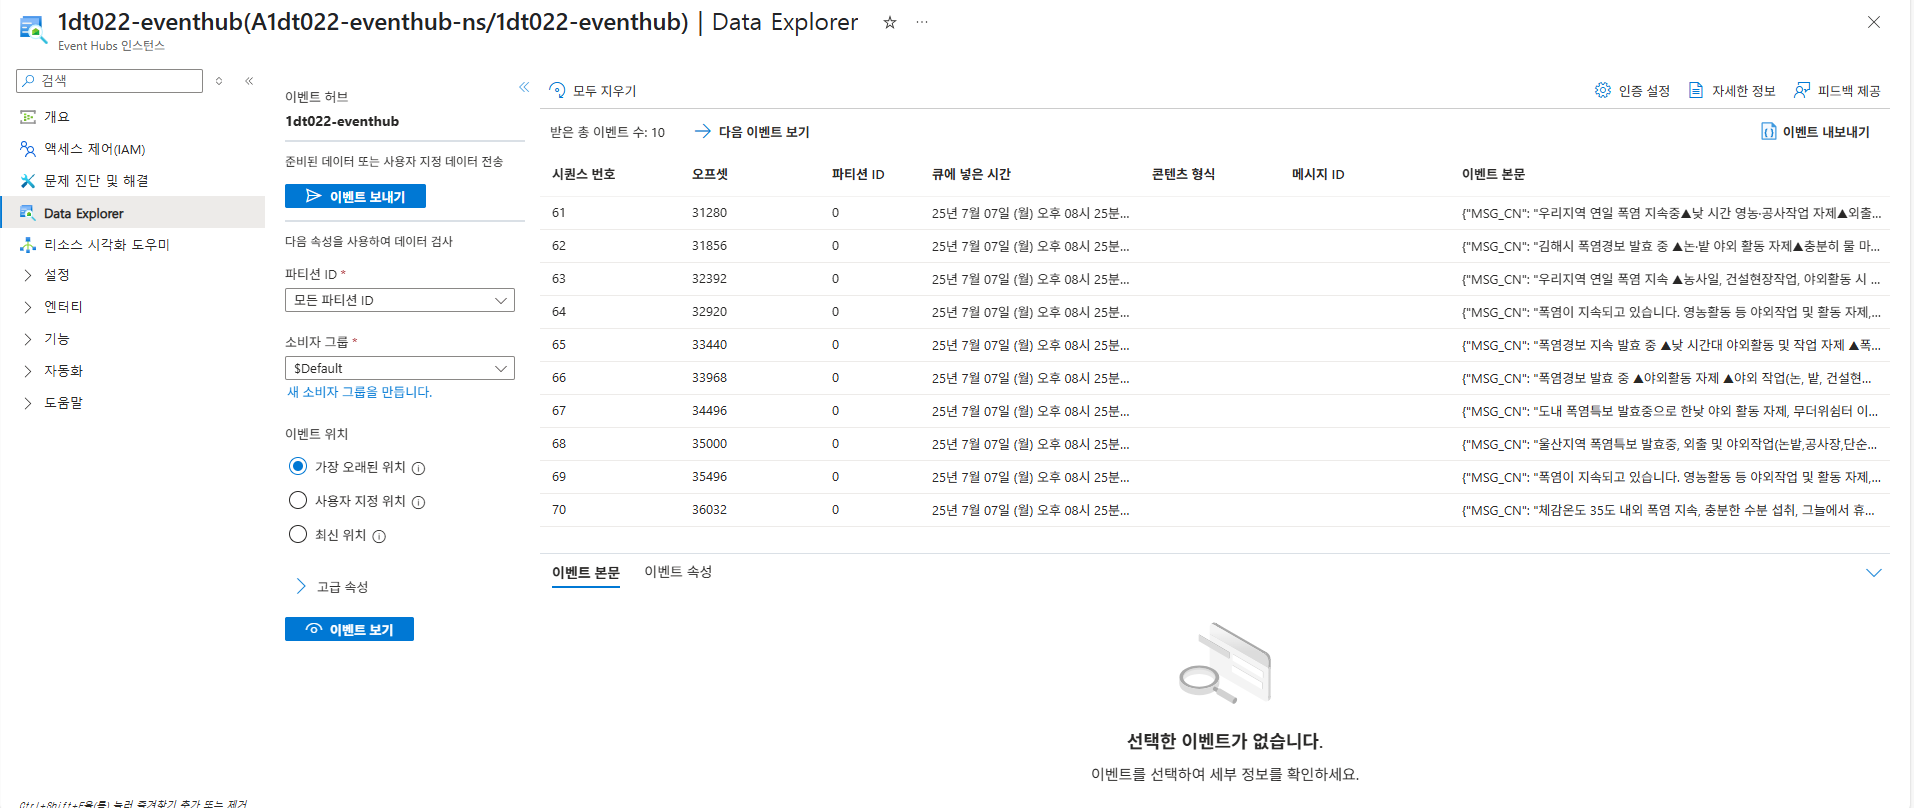 1dt022-eventhub(A1dt022-eventhub-ns/1dt022-eventhub) | Data Explorer ☆ ···
Event Hubs 인스턴스
검색
개요
액세스 제어(IAM)
문제 진단 및 해결
Data Explorer
리소스 시각화 도우미
설정
엔터티
기능
자동화
도움말
Ctrl+Shift+F을(를) 눌러 즐겨찾기 추가 또는 제거
이벤트 허브
1dt022-eventhub
준비된 데이터 또는 사용자 지정 데이터 전송
이벤트 보내기
다음 속성을 사용하여 데이터 검사
파티션 ID *
모든 파티션 ID
소비자 그룹 *
$Default
새 소비자 그룹을 만듭니다.
이벤트 위치
가장 오래된 위치
사용자 지정 위치
최신 위치
고급 속성
이벤트 보기
모두 지우기
인증 설정 자세한 정보 피드백 제공
받은 총 이벤트 수: 10 다음 이벤트 보기 이벤트 내보내기
시퀀스 번호 오프셋 파티션 ID 큐에 넣은 시간 콘텐츠 형식 메시지 ID 이벤트 본문
61 31280 0 25년 7월 07일 (월) 오후 08시 25분... {"MSG_CN": "우리지역 연일 폭염 지속중▲낮 시간 영농·공사작업 자제▲외출...
62 31856 0 25년 7월 07일 (월) 오후 08시 25분... {"MSG_CN": "김해시 폭염경보 발효 중 ▲논·밭 야외 활동 자제▲충분히 물 마...
63 32392 0 25년 7월 07일 (월) 오후 08시 25분... {"MSG_CN": "우리지역 연일 폭염 지속 ▲농사일, 건설현장작업, 야외활동 시 ...
64 32920 0 25년 7월 07일 (월) 오후 08시 25분... {"MSG_CN": "폭염이 지속되고 있습니다. 영농활동 등 야외작업 및 활동 자제,...
65 33440 0 25년 7월 07일 (월) 오후 08시 25분... {"MSG_CN": "폭염경보 지속 발효 중 ▲낮 시간대 야외활동 및 작업 자제 ▲폭...
66 33968 0 25년 7월 07일 (월) 오후 08시 25분... {"MSG_CN": "폭염경보 발효 중 ▲야외활동 자제 ▲야외 작업(논, 밭, 건설현...
67 34496 0 25년 7월 07일 (월) 오후 08시 25분... {"MSG_CN": "도내 폭염특보 발효중으로 한낮 야외 활동 자제, 무더위쉼터 이...
68 35000 0 25년 7월 07일 (월) 오후 08시 25분... {"MSG_CN": "울산지역 폭염특보 발효중, 외출 및 야외작업(논밭,공사장,단순...
69 35496 0 25년 7월 07일 (월) 오후 08시 25분... {"MSG_CN": "폭염이 지속되고 있습니다. 영농활동 등 야외작업 및 활동 자제,...
70 36032 0 25년 7월 07일 (월) 오후 08시 25분... {"MSG_CN": "체감온도 35도 내외 폭염 지속, 충분한 수분 섭취, 그늘에서 휴...
이벤트 본문 이벤트 속성
선택한 이벤트가 없습니다.
이벤트를 선택하여 세부 정보를 확인하세요.